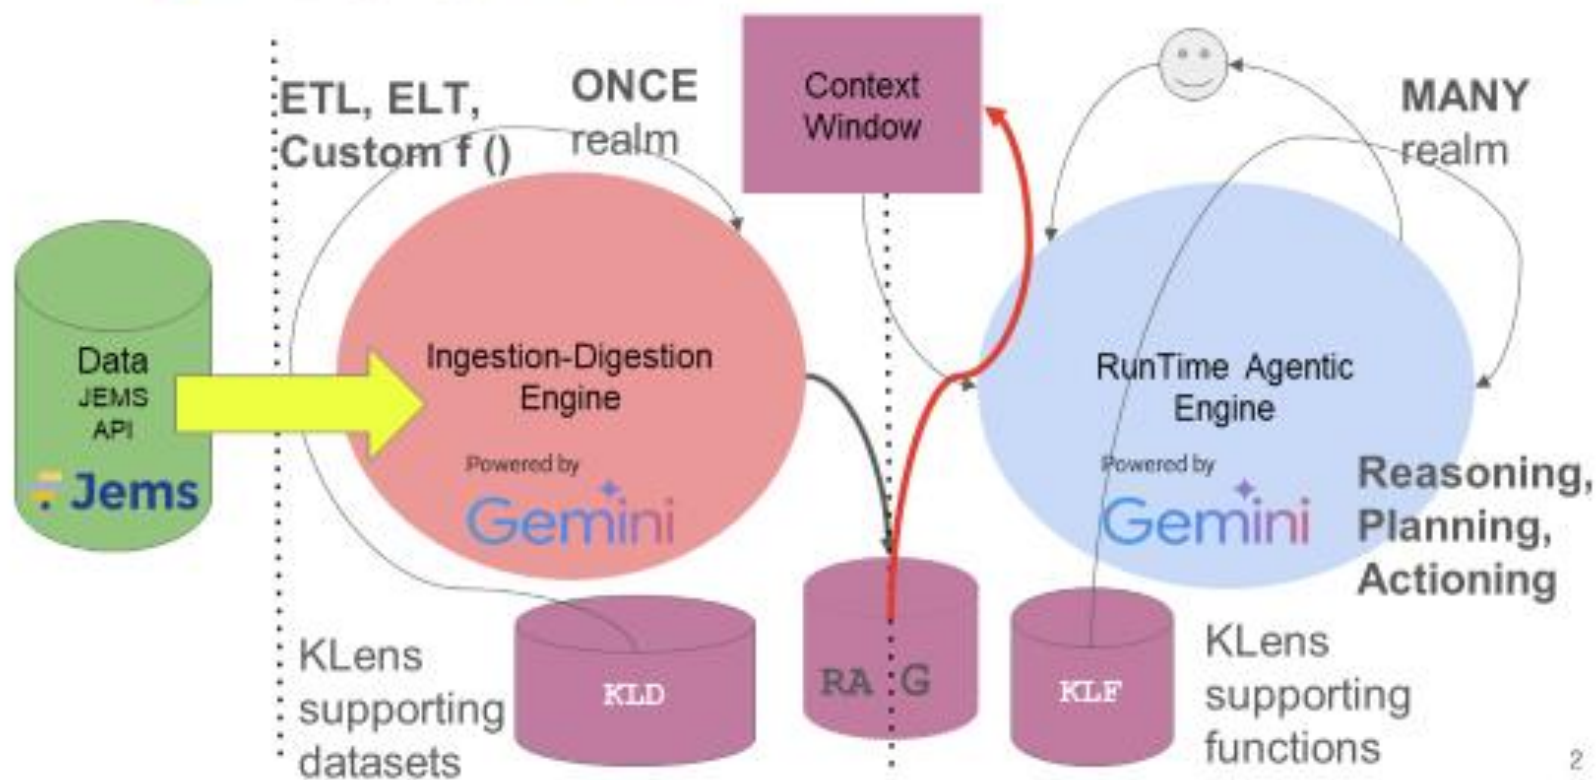 ETL, ELT,
Custom f ()
ONCE
realm
Context
Window
MANY
realm
Data
JEMS
API
Jems
Ingestion-Digestion
Engine
Powered by
Gemini
RunTime Agentic
Engine
Powered by
Gemini
Reasoning,
Planning,
Actioning
KLens
supporting
datasets
KLD
RA G
KLF
KLens
supporting
functions
2